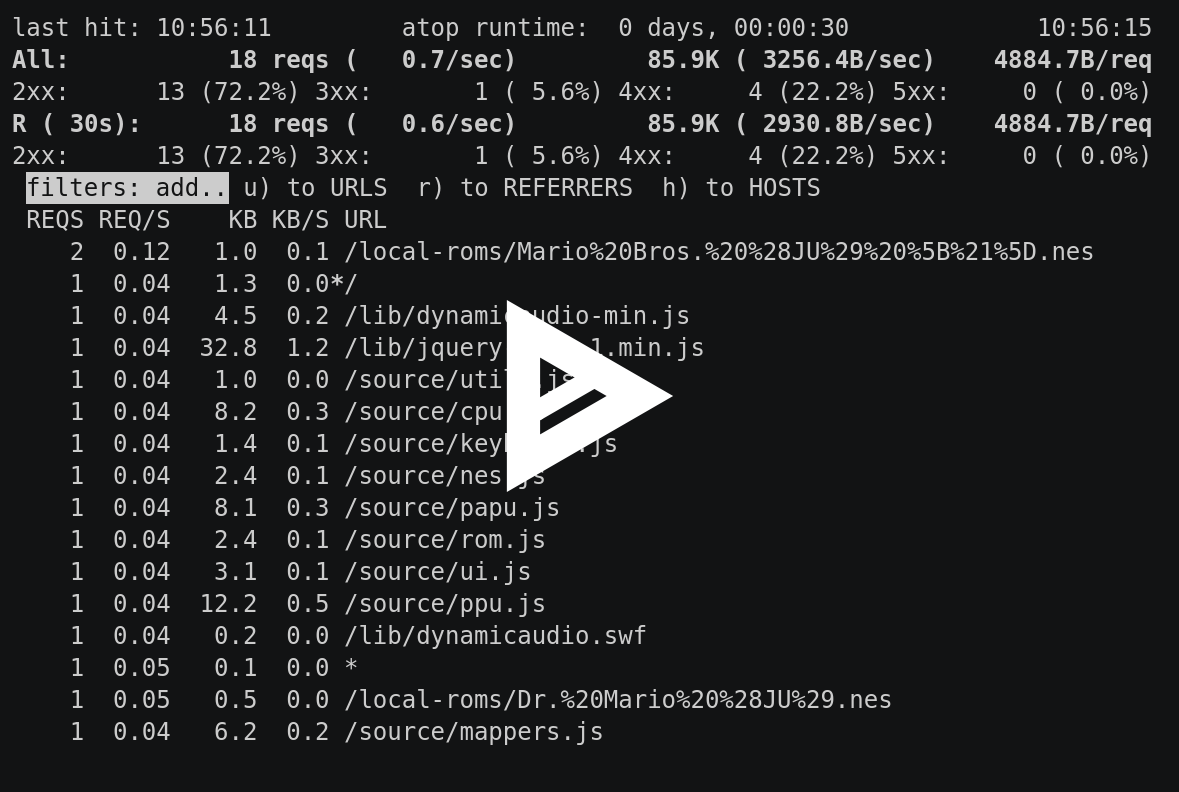 last hit: 10:56:11         atop runtime:  0 days, 00:00:30             10:56:15
All:           18 reqs (   0.7/sec)         85.9K ( 3256.4B/sec)    4884.7B/req
2xx:      13 (72.2%) 3xx:       1 ( 5.6%) 4xx:     4 (22.2%) 5xx:     0 ( 0.0%)
R ( 30s):      18 reqs (   0.6/sec)         85.9K ( 2930.8B/sec)    4884.7B/req
2xx:      13 (72.2%) 3xx:       1 ( 5.6%) 4xx:     4 (22.2%) 5xx:     0 ( 0.0%)
filters: add.. u) to URLS  r) to REFERRERS  h) to HOSTS
REQS REQ/S    KB KB/S URL
2  0.12   1.0  0.1 /local-roms/Mario%20Bros.%20%28JU%29%20%5B%21%5D.nes
1  0.04   1.3  0.0*/
1  0.04   4.5  0.2 /lib/dynamicaudio-min.js
1  0.04  32.8  1.2 /lib/jquery 1.min.js
1  0.04   1.0  0.0 /source/utils.js
1  0.04   8.2  0.3 /source/cpu
1  0.04   1.4  0.1 /source/keyboard.js
1  0.04   2.4  0.1 /source/nes.js
1  0.04   8.1  0.3 /source/papu.js
1  0.04   2.4  0.1 /source/rom.js
1  0.04   3.1  0.1 /source/ui.js
1  0.04  12.2  0.5 /source/ppu.js
1  0.04   0.2  0.0 /lib/dynamicaudio.swf
1  0.05   0.1  0.0 *
1  0.05   0.5  0.0 /local-roms/Dr.%20Mario%20%28JU%29.nes
1  0.04   6.2  0.2 /source/mappers.js